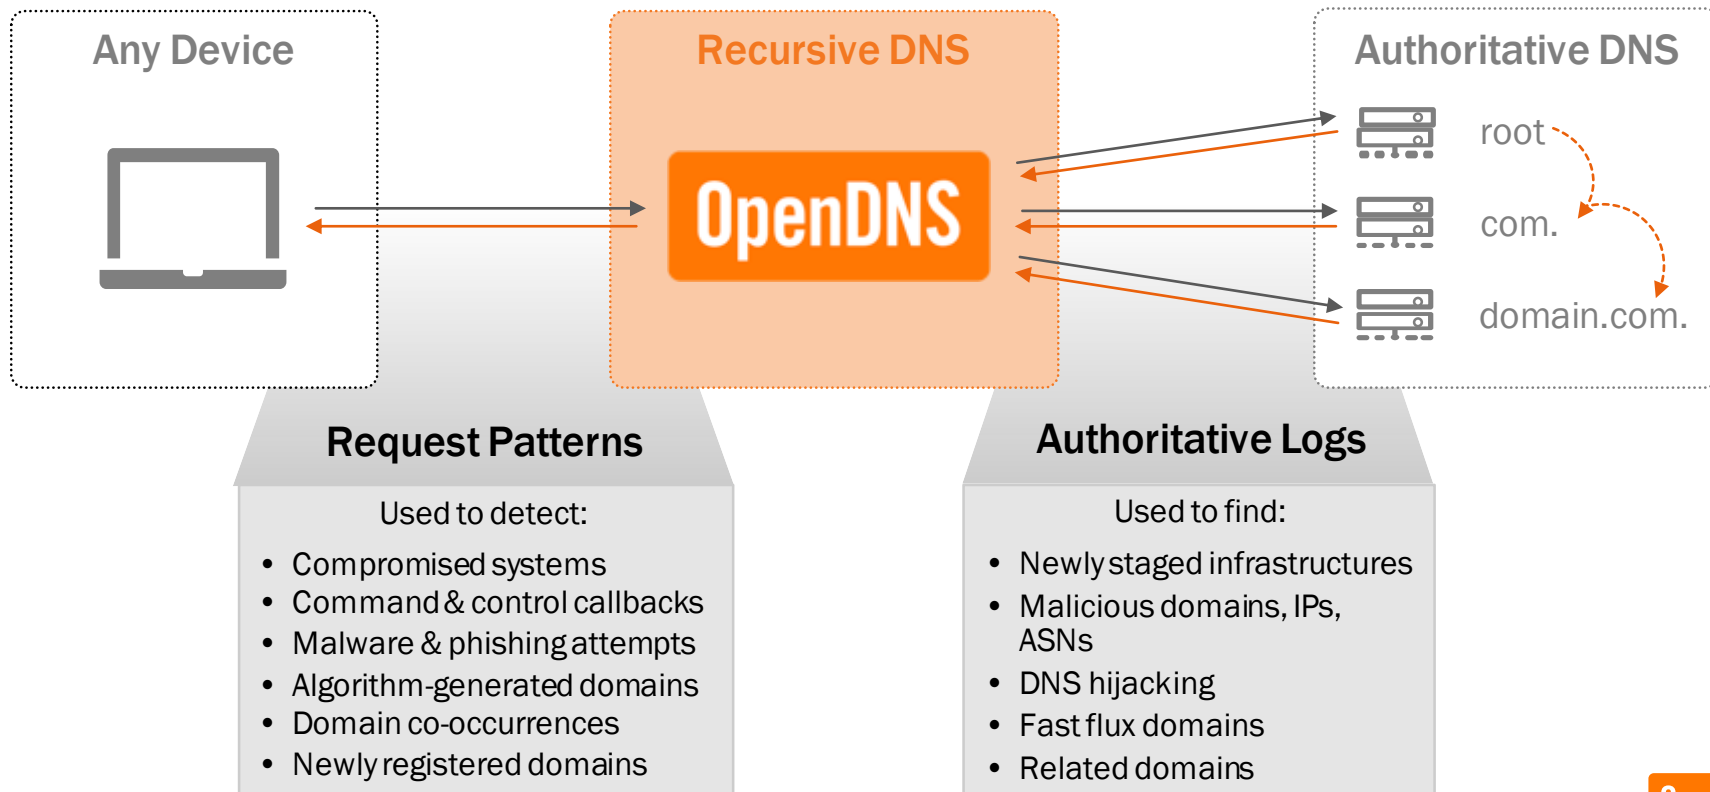 Any Device
Recursive DNS
Authoritative DNS
OpenDNS
root
com.
domain.com.
Request Patterns
Used to detect:
• Compromised systems
• Command & control callbacks
• Malware & phishing attempts
• Algorithm-generated domains
• Domain co-occurrences
• Newly registered domains
Authoritative Logs
Used to find:
• Newly staged infrastructures
• Malicious domains, IPs,
ASNs
• DNS hijacking
• Fast flux domains
• Related domains